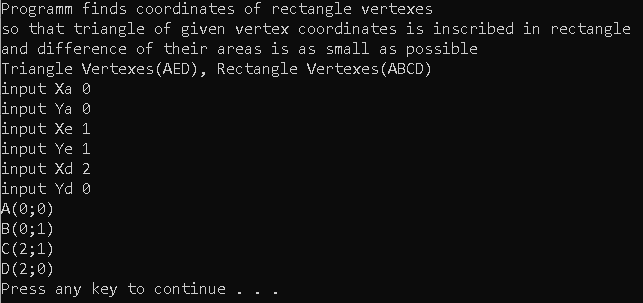 Programm finds coordinates of rectangle vertexes
so that triangle of given vertex coordinates is inscribed in rectangle
and difference of their areas is as small as possible
Triangle Vertexes(AED), Rectangle Vertexes(ABCD)
input Xa 0
input Ya 0
input Xe 1
input Ye 1
input Xd 2
input Yd 0
A(0;0)
B(0;1)
C(2;1)
D(2;0)
Press any key to continue . . .